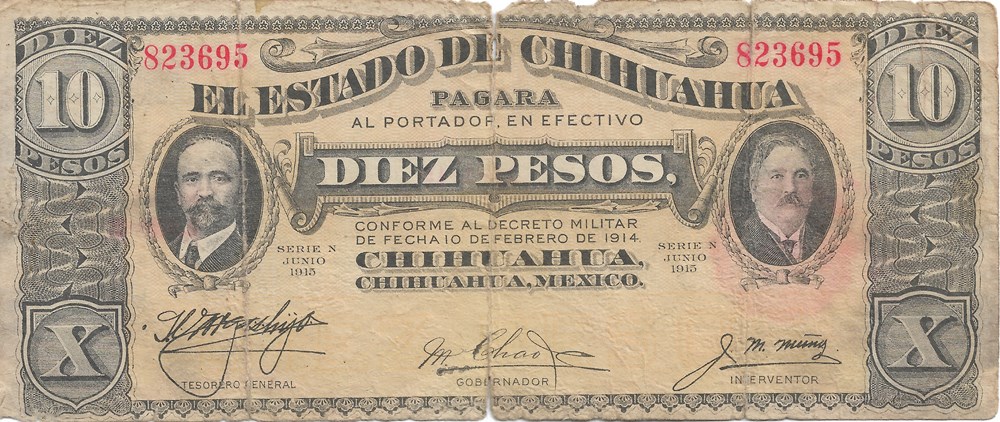 DIEZ
10
PESOS
823695
823695
DIEZ
10
PESOS
EL ESTADO DE CHIHUAHUA
PAGARA
AL PORTADOR, EN EFECTIVO
DIEZ PESOS,
CONFORME AL DECRETO MILITAR
DE FECHA 10 DE FEBRERO DE 1914.
CHIHUAHUA,
CHIHUAHUA, MEXICO.
SERIE N
JUNIO
1915
SERIE N
JUNIO
1915
X
X
M Chao
J. M. Muñiz
TESORERO GENERAL
GOBERNADOR
INTERVENTOR